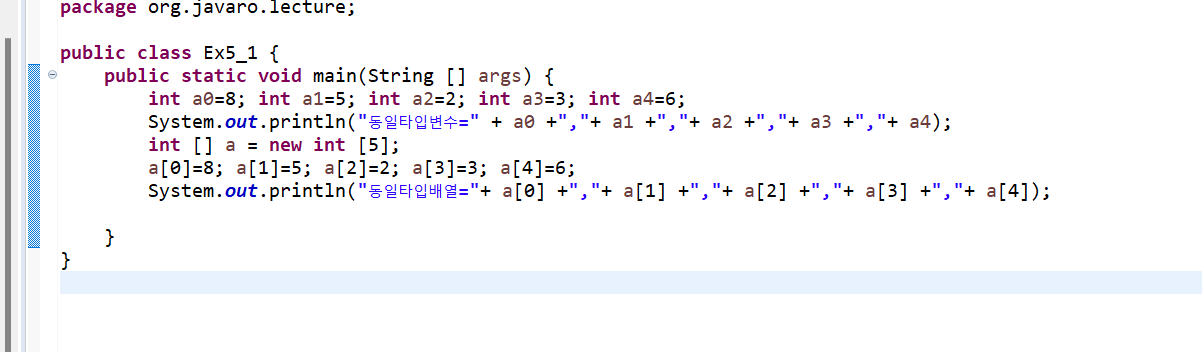 package org.javaro.lecture;
public class Ex5_1 {
public static void main(String [] args) {
int a0=8; int a1=5; int a2=2; int a3=3; int a4=6;
System.out.println("동일타입변수=" + a0 +","+ a1 +","+ a2 +","+ a3 +","+ a4);
int [] a = new int [5];
a[0]=8; a[1]=5; a[2]=2; a[3]=3; a[4]=6;
System.out.println("동일타입배열="+ a[0] +","+ a[1] +","+ a[2] +","+ a[3] +","+ a[4]);
}
}